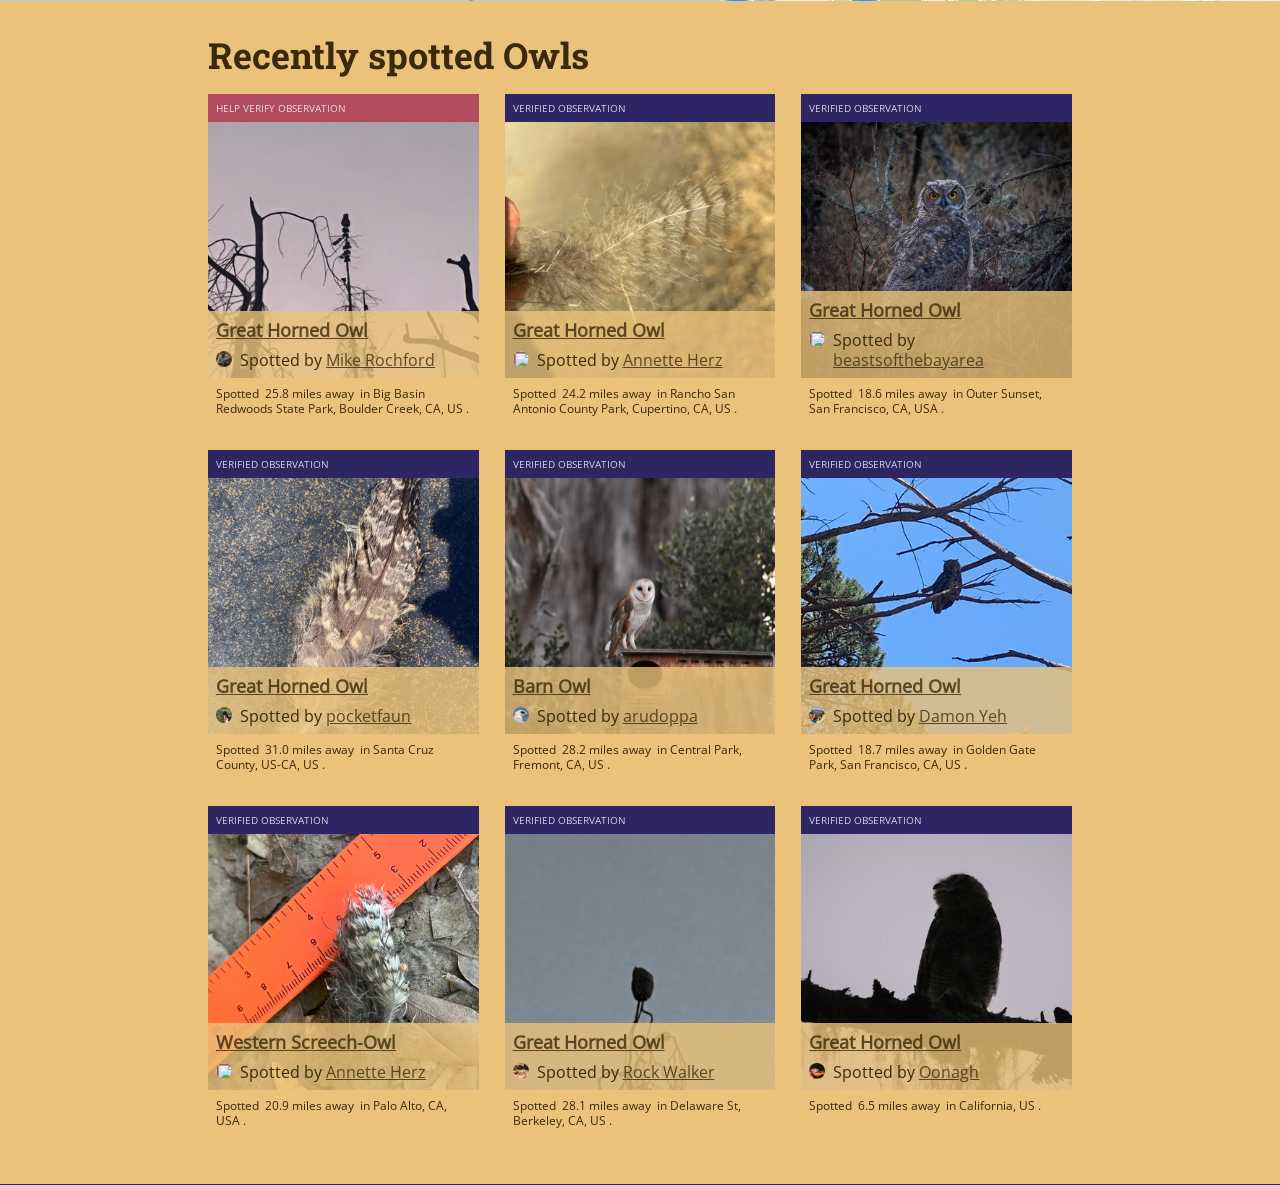 Recently spotted Owls
HELP VERIFY OBSERVATION
Great Horned Owl
Spotted by Mike Rochford
Spotted 25.8 miles away in Big Basin
Redwoods State Park, Boulder Creek, CA, US .
VERIFIED OBSERVATION
Great Horned Owl
Spotted by Annette Herz
Spotted 24.2 miles away in Rancho San
Antonio County Park, Cupertino, CA, US .
VERIFIED OBSERVATION
Great Horned Owl
Spotted by
beastsofthebayarea
Spotted 18.6 miles away in Outer Sunset,
San Francisco, CA, USA .
VERIFIED OBSERVATION
Great Horned Owl
Spotted by pocketfaun
Spotted 31.0 miles away in Santa Cruz
County, US-CA, US .
VERIFIED OBSERVATION
Barn Owl
Spotted by arudoppa
Spotted 28.2 miles away in Central Park,
Fremont, CA, US .
VERIFIED OBSERVATION
Great Horned Owl
Spotted by Damon Yeh
Spotted 18.7 miles away in Golden Gate
Park, San Francisco, CA, US .
VERIFIED OBSERVATION
Western Screech-Owl
Spotted by Annette Herz
Spotted 20.9 miles away in Palo Alto, CA,
USA .
VERIFIED OBSERVATION
Great Horned Owl
Spotted by Rock Walker
Spotted 28.1 miles away in Delaware St,
Berkeley, CA, US .
VERIFIED OBSERVATION
Great Horned Owl
Spotted by Oonagh
Spotted 6.5 miles away in California, US .